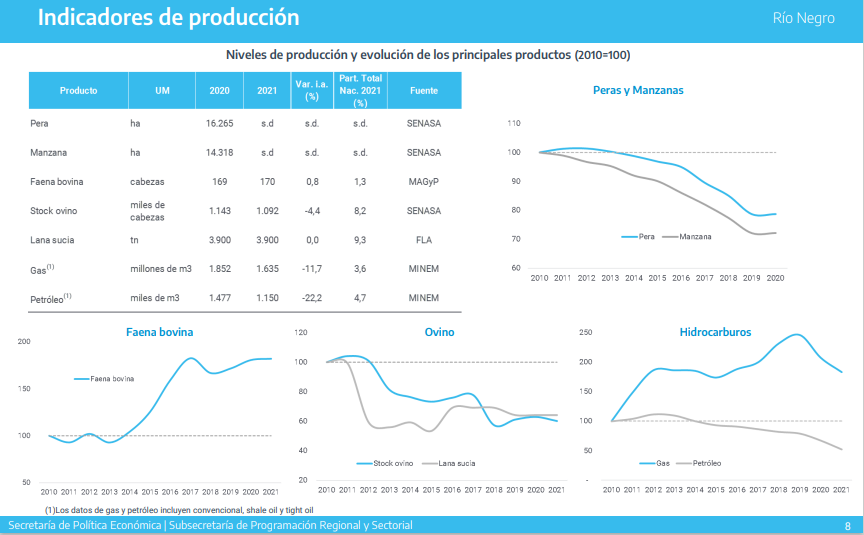 Indicadores de producción
Río Negro
Niveles de producción y evolución de los principales productos (2010=100)
Producto UM 2020 2021 Var. i.a. (%) Part. Total Nac. 2021 (%) Fuente
Pera ha 16.265 s.d s.d. s.d. SENASA
Manzana ha 14.318 s.d s.d. s.d. SENASA
Faena bovina cabezas 169 170 0,8 1,3 MAGyP
Stock ovino miles de cabezas 1.143 1.092 -4,4 8,2 SENASA
Lana sucia tn 3.900 3.900 0,0 9,3 FLA
Gas(1) millones de m3 1.852 1.635 -11,7 3,6 MINEM
Petróleo(1) miles de m3 1.477 1.150 -22,2 4,7 MINEM
Peras y Manzanas
110
100
90
80
70
60
Pera Manzana
2010 2011 2012 2013 2014 2015 2016 2017 2018 2019 2020
Faena bovina
200
150
100
50
Faena bovina
2010 2011 2012 2013 2014 2015 2016 2017 2018 2019 2020 2021
Ovino
120
100
80
60
40
20
Stock ovino Lana sucia
2010 2011 2012 2013 2014 2015 2016 2017 2018 2019 2020 2021
Hidrocarburos
250
200
150
100
50
-
Gas Petróleo
2010 2011 2012 2013 2014 2015 2016 2017 2018 2019 2020 2021
(1)Los datos de gas y petróleo incluyen convencional, shale oil y tight oil
Secretaría de Política Económica | Subsecretaría de Programación Regional y Sectorial
8